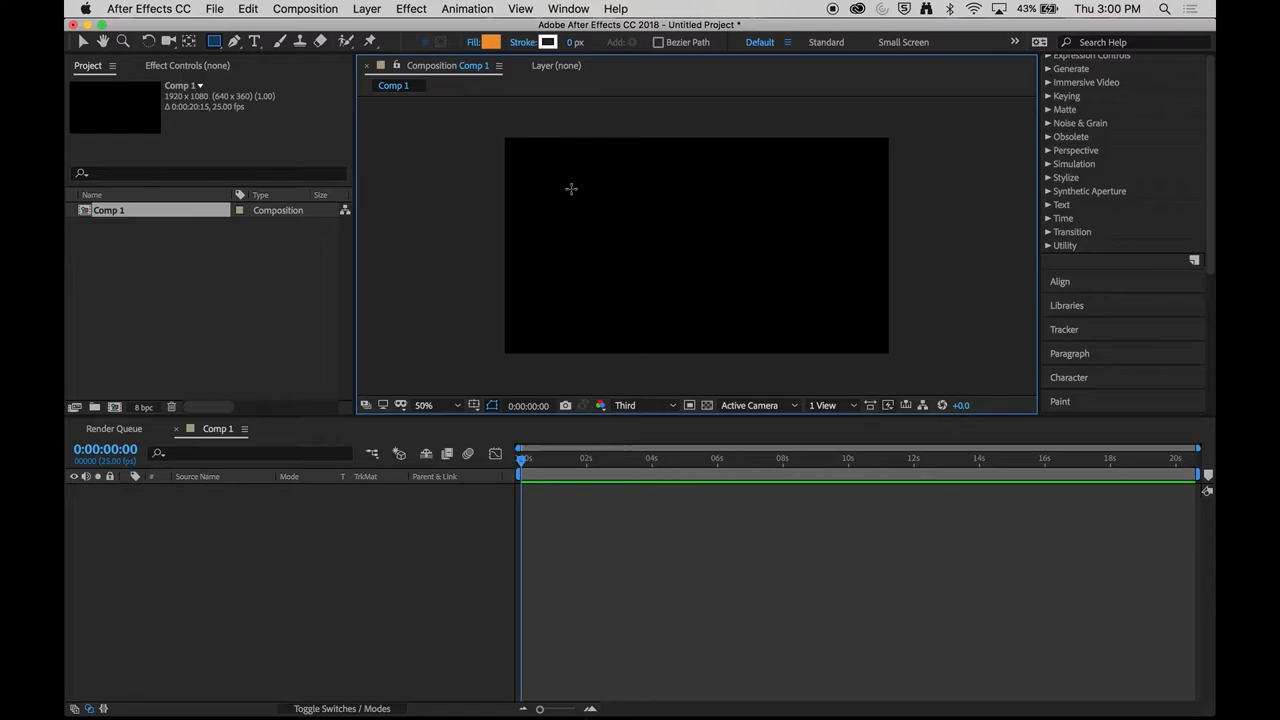 After Effects CC File Edit Composition Layer Effect Animation View Window Help 43% Thu 3:00 PM
Adobe After Effects CC 2018 - Untitled Project *
Fill: Stroke: 0 px Add: Bezier Path Default Standard Small Screen Search Help
Project Effect Controls (none)
Composition Comp 1 Layer (none)
Comp 1
1920 x 1080 (640 x 360) (1.00)
Δ 0:00:20:15, 25.00 fps
Comp 1
Name Type Size
Comp 1 Composition
8 bpc
50% 0:00:00:00 Third Active Camera 1 View +0.0
Expression Controls
Generate
Immersive Video
Keying
Matte
Noise & Grain
Obsolete
Perspective
Simulation
Stylize
Synthetic Aperture
Text
Time
Transition
Utility
Align
Libraries
Tracker
Paragraph
Character
Paint
Render Queue Comp 1
0:00:00:00
00000 (25.00 fps)
02s 04s 06s 08s 10s 12s 14s 16s 18s 20s
# Source Name Mode T TrkMat Parent & Link
Toggle Switches / Modes